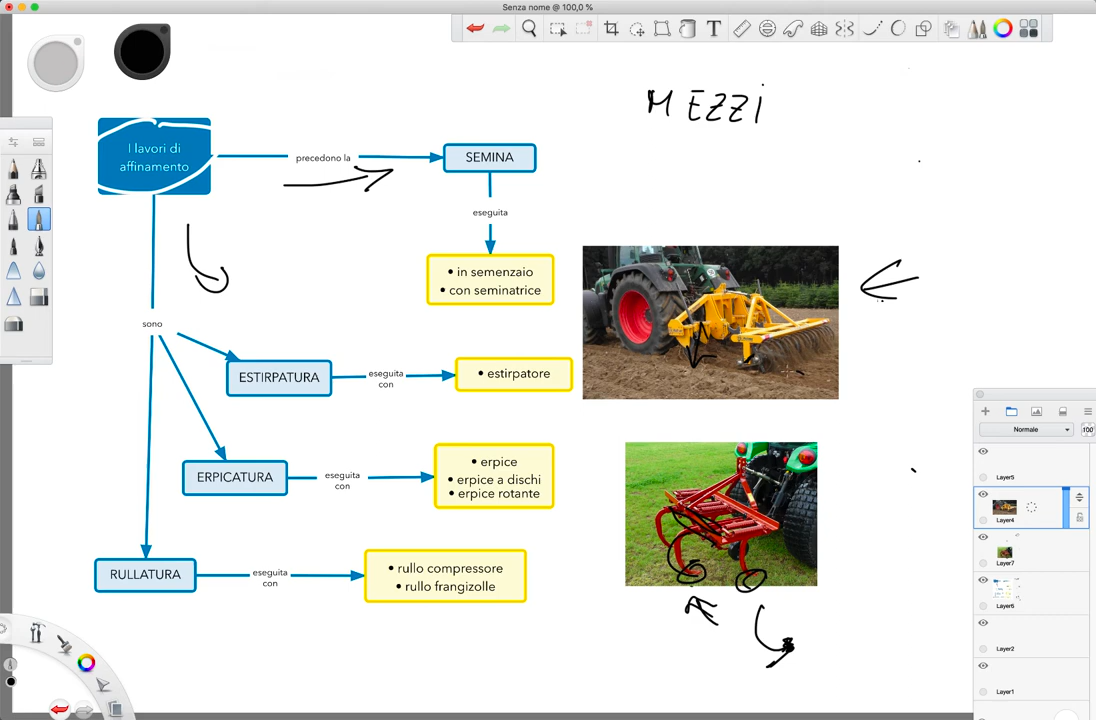 Senza nome @ 100,0 %
T
MEZZI
I lavori di
affinamento
precedono la
SEMINA
eseguita
• in semenzaio
• con seminatrice
sono
ESTIRPATURA
eseguita
con
• estirpatore
ERPICATURA
eseguita
con
• erpice
• erpice a dischi
• erpice rotante
RULLATURA
eseguita
con
• rullo compressore
• rullo frangizolle
Normale
100
Layer5
Layer4
Layer7
Layer6
Layer2
Layer1